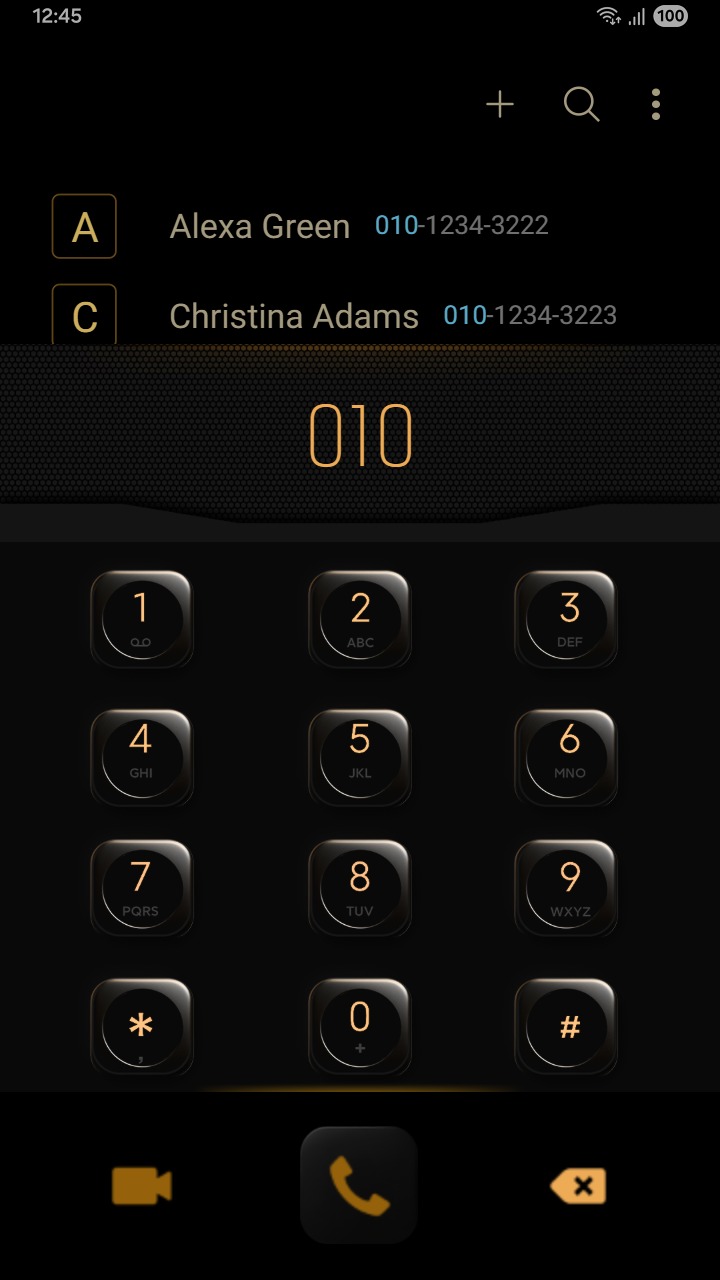 12:45 100
A Alexa Green 010-1234-3222
C Christina Adams 010-1234-3223
010
1 2 3
ABC DEF
4 5 6
GHI JKL MNO
7 8 9
PQRS TUV WXYZ
* 0 #
, +